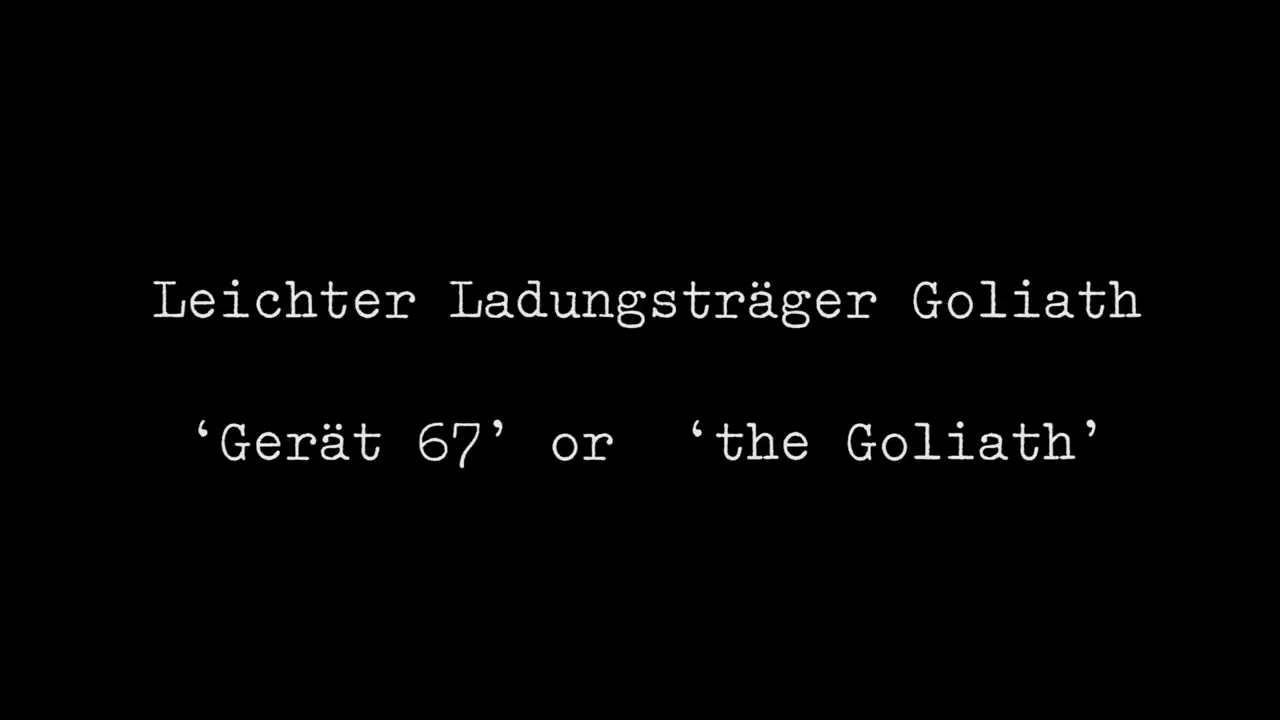 Leichter Ladungsträger Goliath
‘Gerät 67’ or ‘the Goliath’